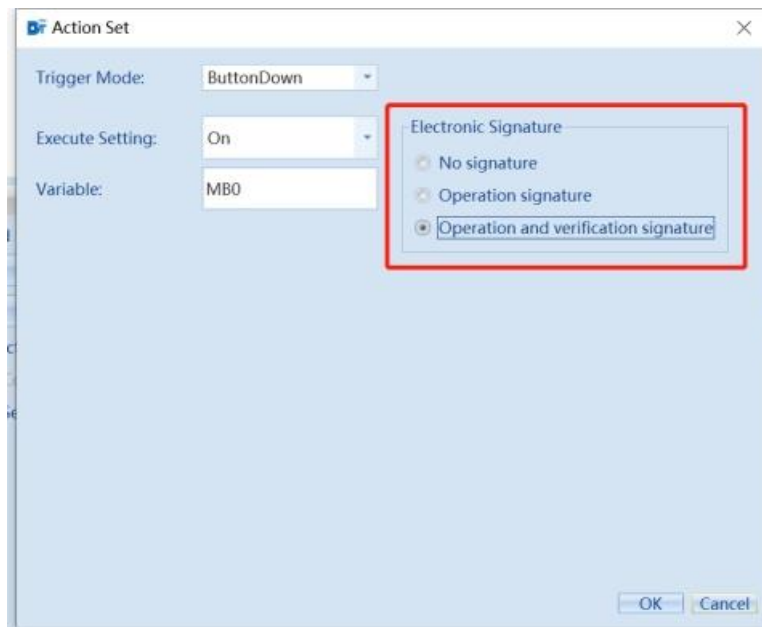 Action Set
Trigger Mode: ButtonDown
Execute Setting: On
Variable: MB0
Electronic Signature
No signature
Operation signature
Operation and verification signature
OK Cancel